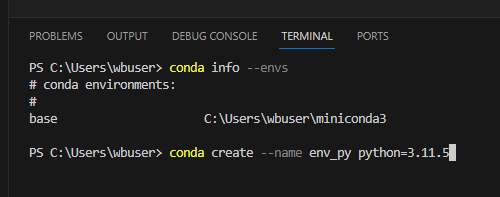 PROBLEMS OUTPUT DEBUG CONSOLE TERMINAL PORTS
PS C:\Users\wbuser> conda info --envs
# conda environments:
#
base                     C:\Users\wbuser\miniconda3
PS C:\Users\wbuser> conda create --name env_py python=3.11.5